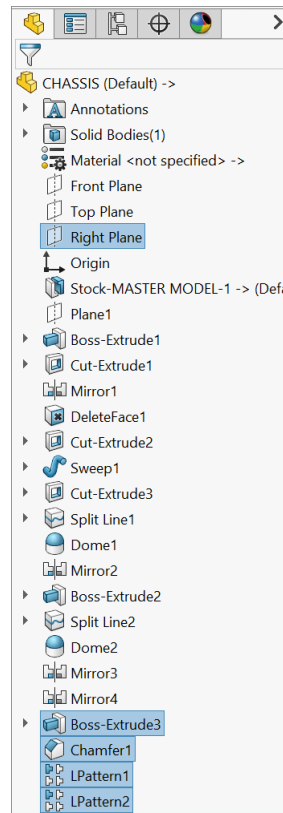 CHASSIS (Default) ->
Annotations
Solid Bodies(1)
Material <not specified> ->
Front Plane
Top Plane
Right Plane
Origin
Stock-MASTER MODEL-1 -> (Defa
Plane1
Boss-Extrude1
Cut-Extrude1
Mirror1
DeleteFace1
Cut-Extrude2
Sweep1
Cut-Extrude3
Split Line1
Dome1
Mirror2
Boss-Extrude2
Split Line2
Dome2
Mirror3
Mirror4
Boss-Extrude3
Chamfer1
LPattern1
LPattern2